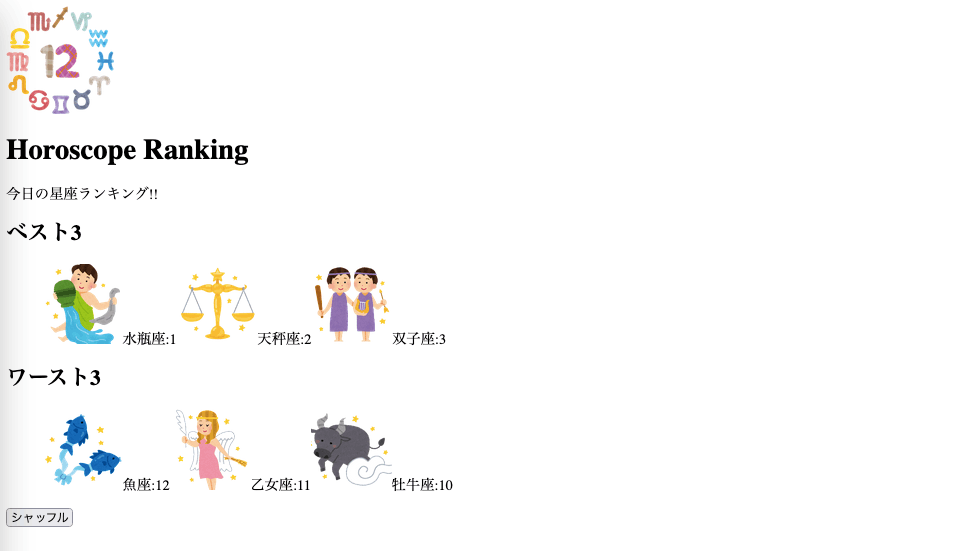 12
Horoscope Ranking
今日の星座ランキング!!
ベスト3
水瓶座:1 天秤座:2 双子座:3
ワースト3
魚座:12 乙女座:11 牡牛座:10
シャッフル